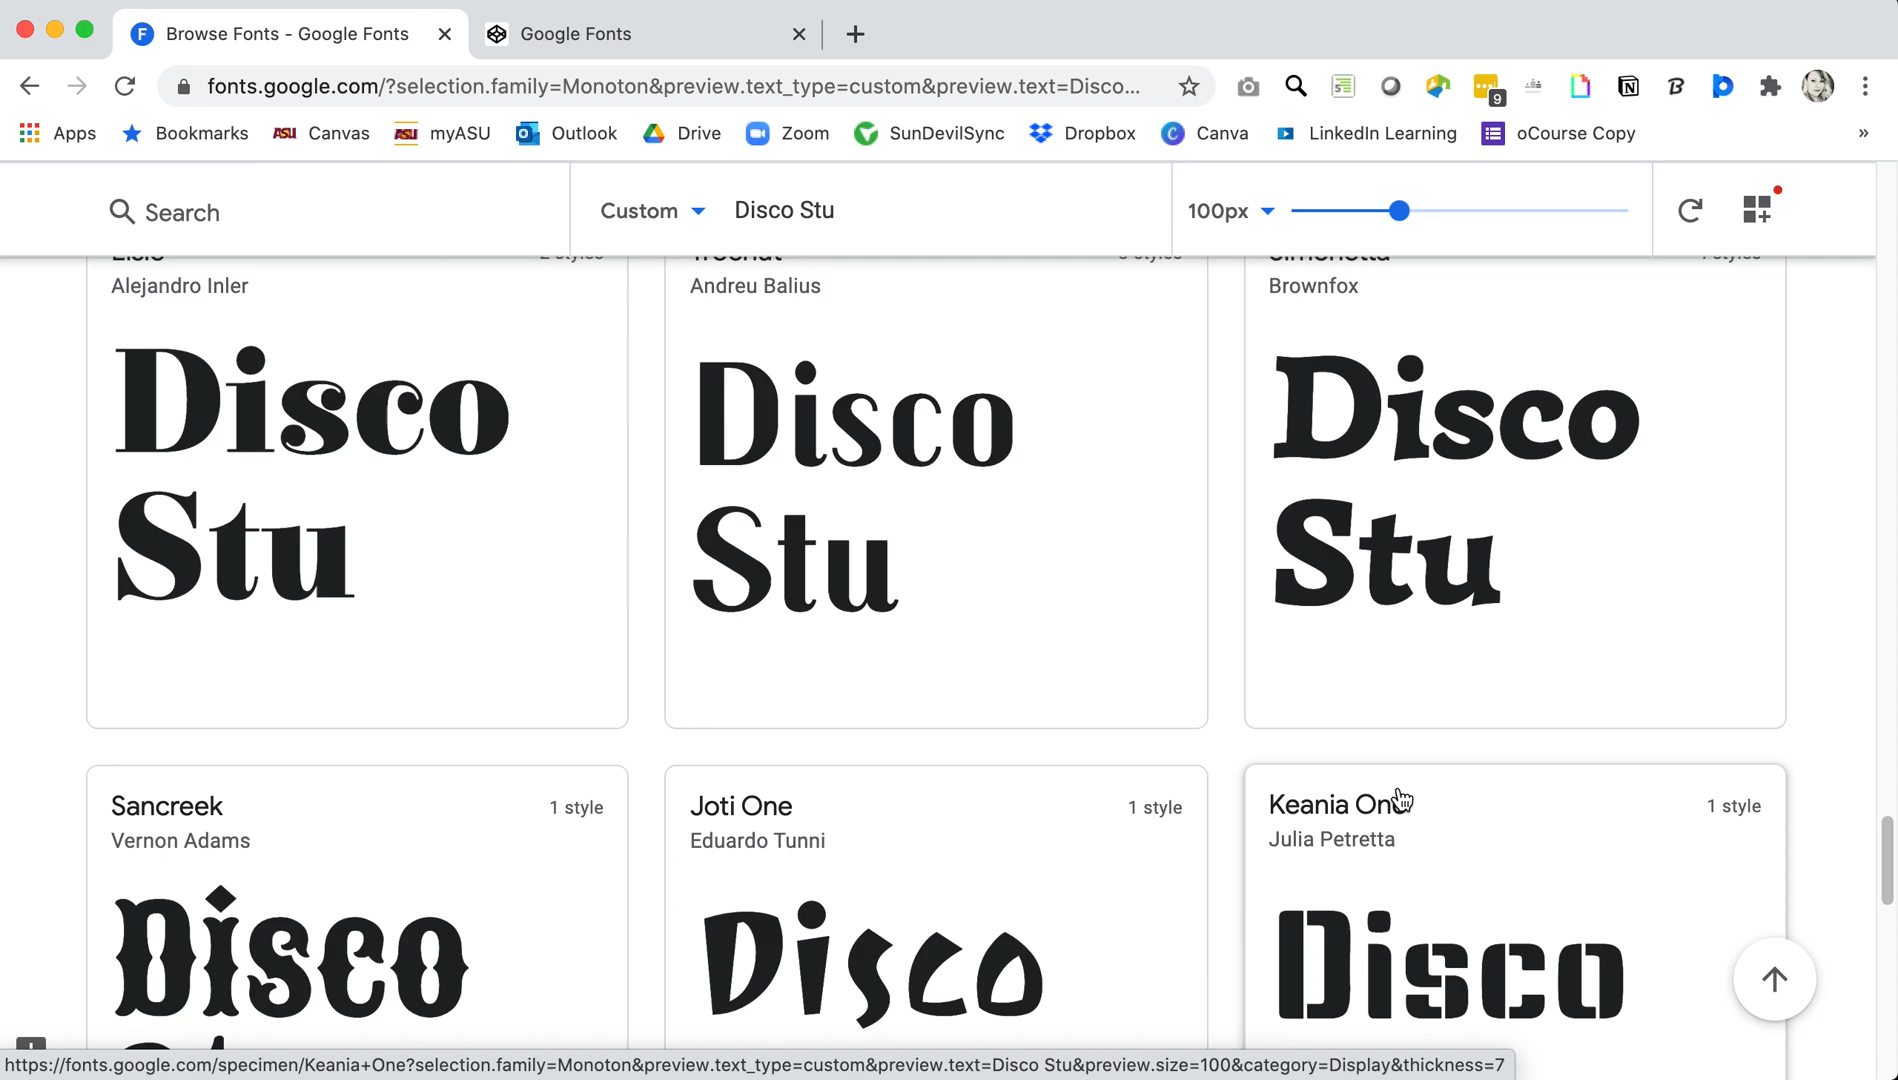 Browse Fonts - Google Fonts
Google Fonts
fonts.google.com/?selection.family=Monoton&preview.text_type=custom&preview.text=Disco...
9
Apps
Bookmarks
ASU Canvas
ASU myASU
Outlook
Drive
Zoom
SunDevilSync
Dropbox
Canva
LinkedIn Learning
oCourse Copy
»
Search
Custom
Disco Stu
100px
Alejandro Inler
Disco
Stu
Andreu Balius
Disco
Stu
Brownfox
Disco
Stu
Sancreek
1 style
Vernon Adams
Disco
Joti One
1 style
Eduardo Tunni
Disco
Keania One
1 style
Julia Petretta
Disco
https://fonts.google.com/specimen/Keania+One?selection.family=Monoton&preview.text_type=custom&preview.text=Disco Stu&preview.size=100&category=Display&thickness=7